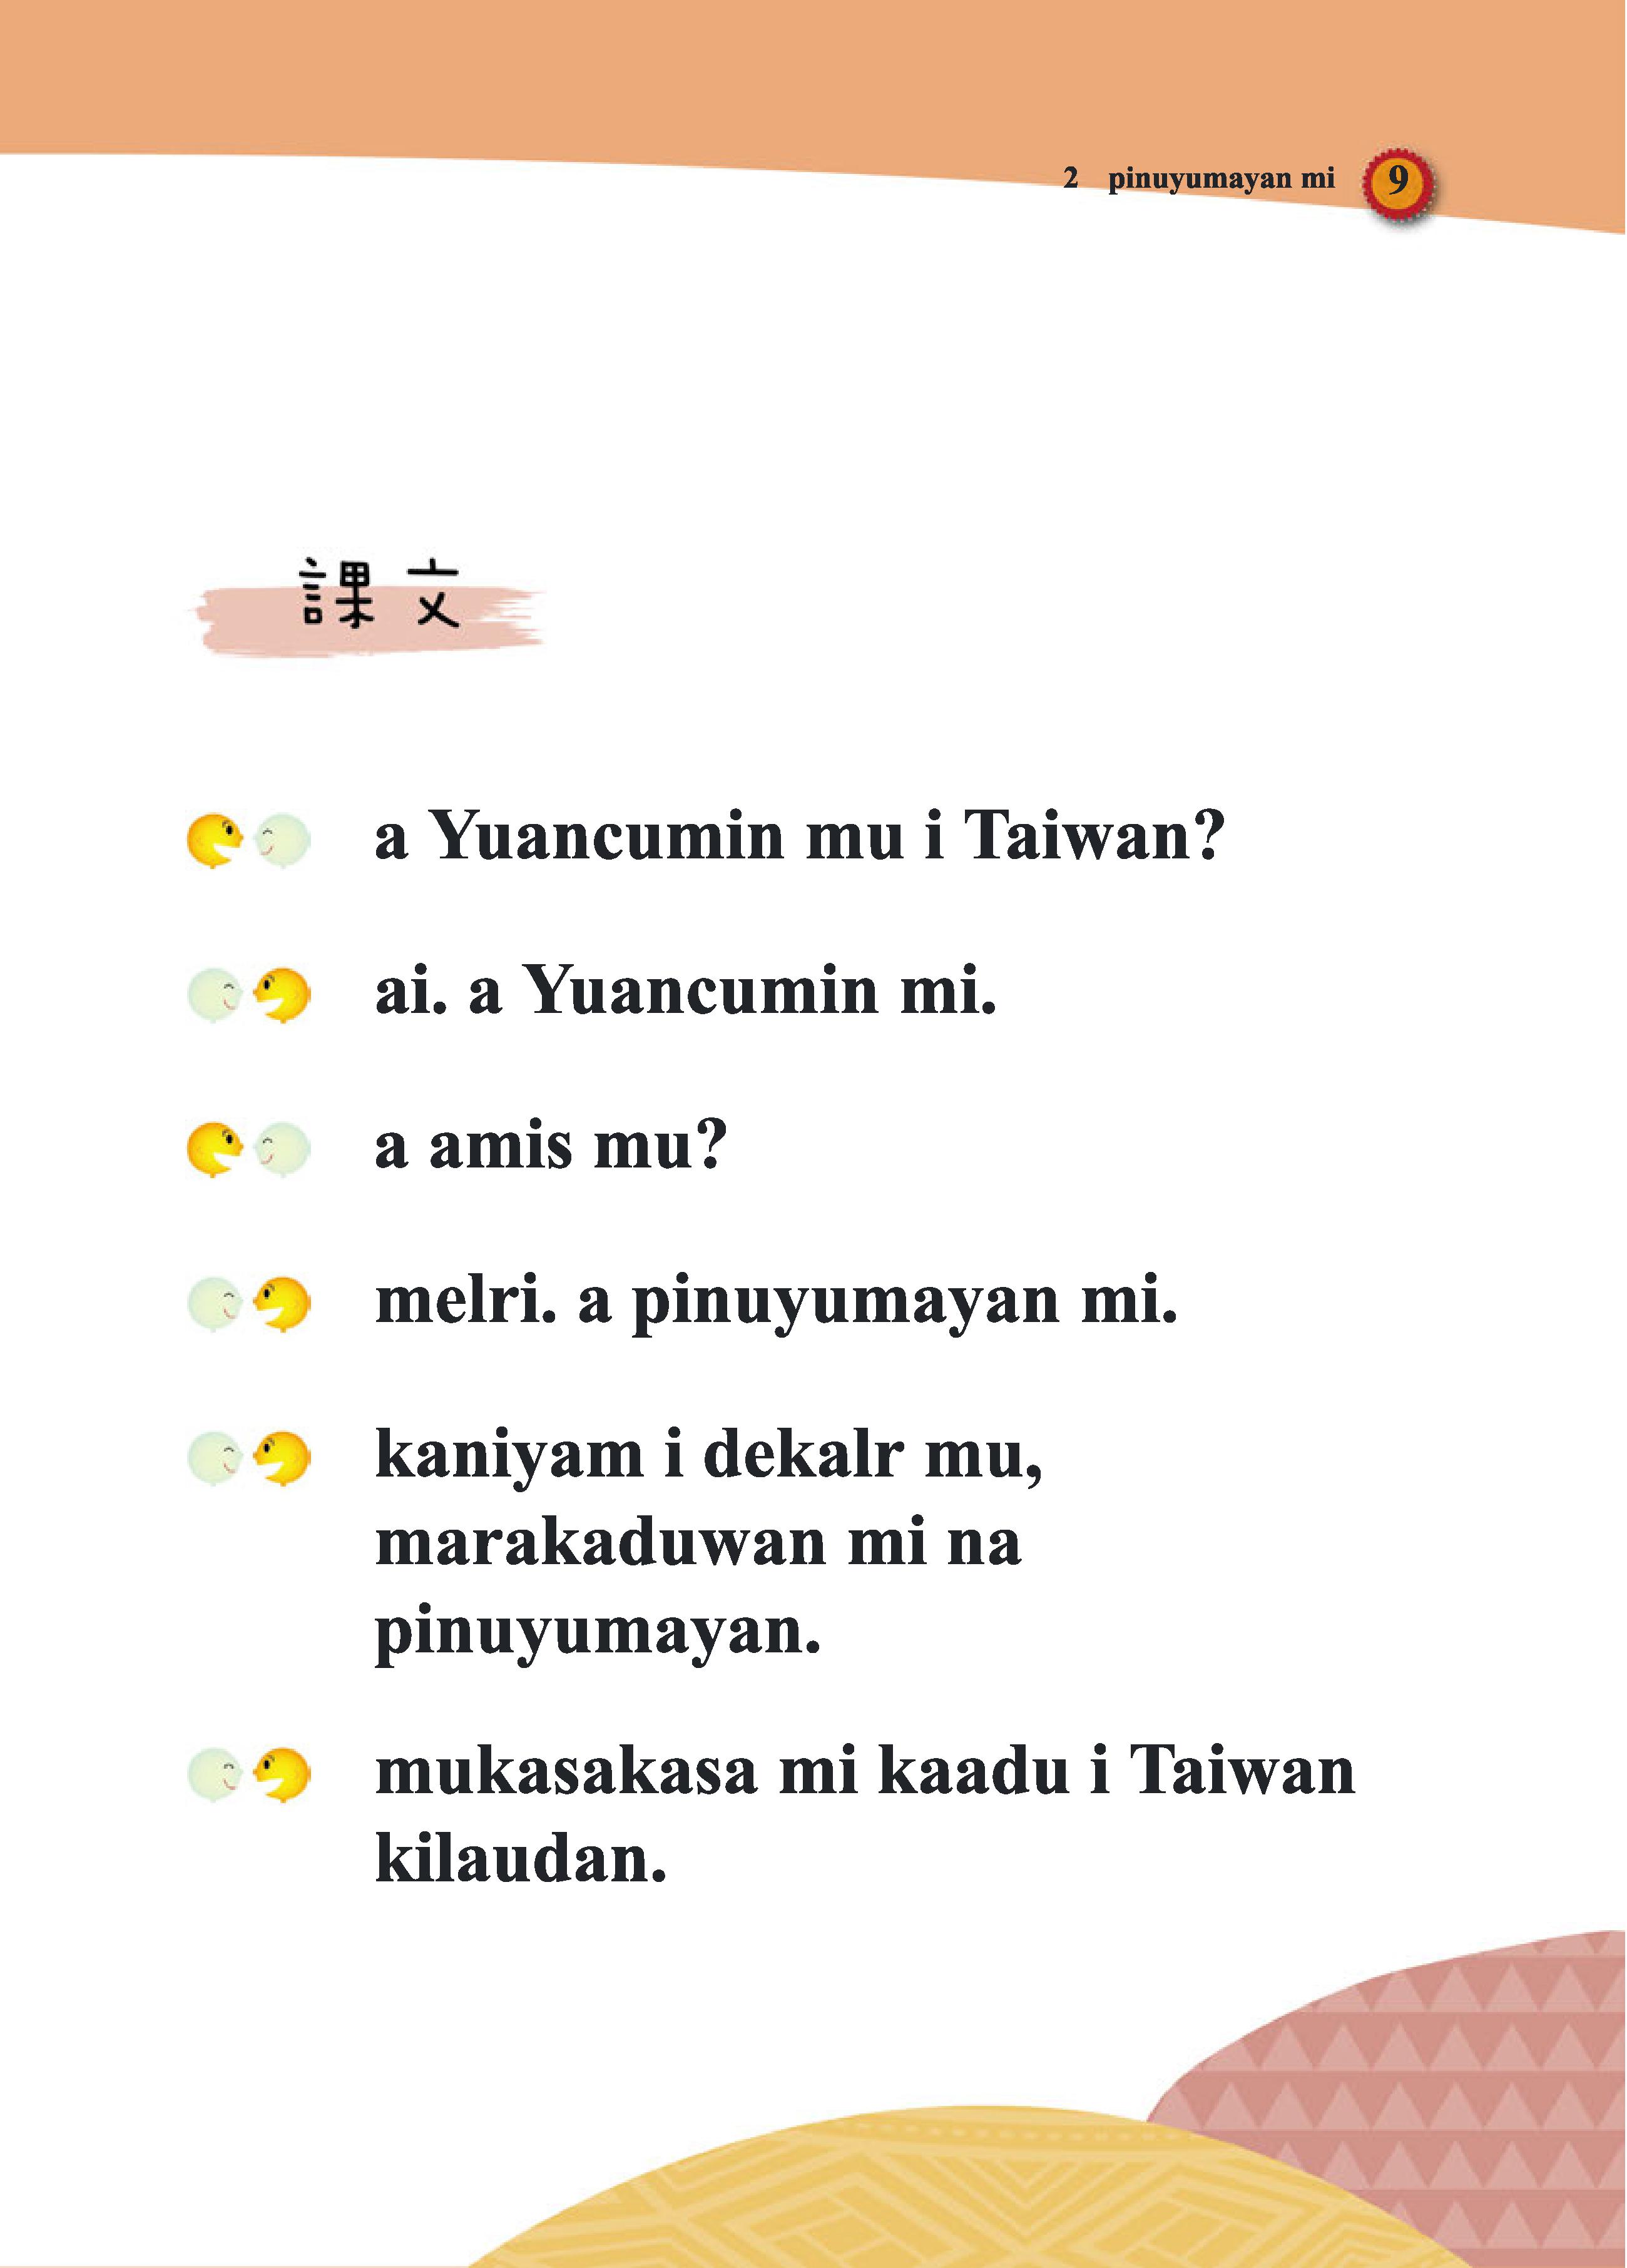 2 pinuyumayan mi 9
課文
a Yuancumin mu i Taiwan?
ai. a Yuancumin mi.
a amis mu?
melri. a pinuyumayan mi.
kaniyam i dekalr mu,
marakaduwan mi na
pinuyumayan.
mukasakasa mi kaadu i Taiwan
kilaudan.